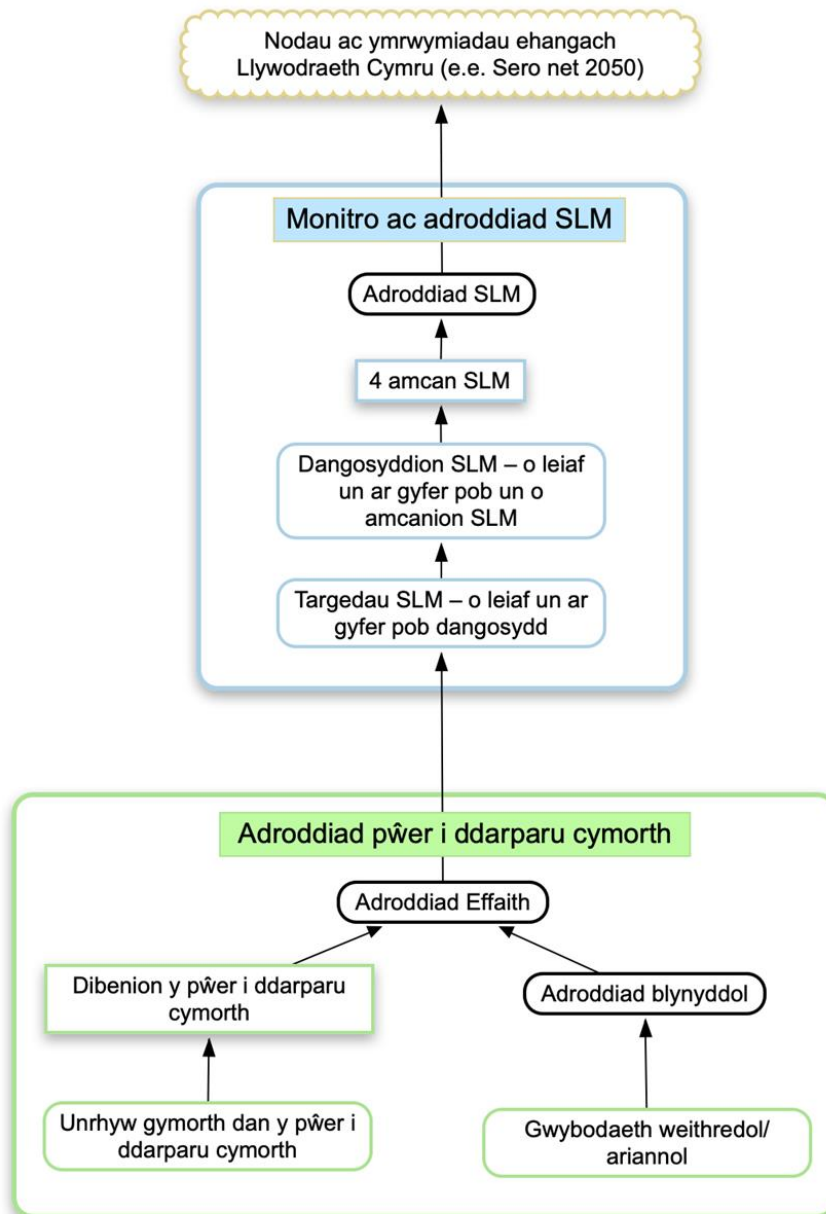 Nodau ac ymrwymiadau ehangach
Llywodraeth Cymru (e.e. Sero net 2050)
Monitro ac adroddiad SLM
Adroddiad SLM
4 amcan SLM
Dangosyddion SLM – o leiaf
un ar gyfer pob un o
amcanion SLM
Targedau SLM – o leiaf un ar
gyfer pob dangosydd
Adroddiad pŵer i ddarparu cymorth
Adroddiad Effaith
Dibenion y pŵer i ddarparu
cymorth
Adroddiad blynyddol
Unrhyw gymorth dan y pŵer i
ddarparu cymorth
Gwybodaeth weithredol/
ariannol